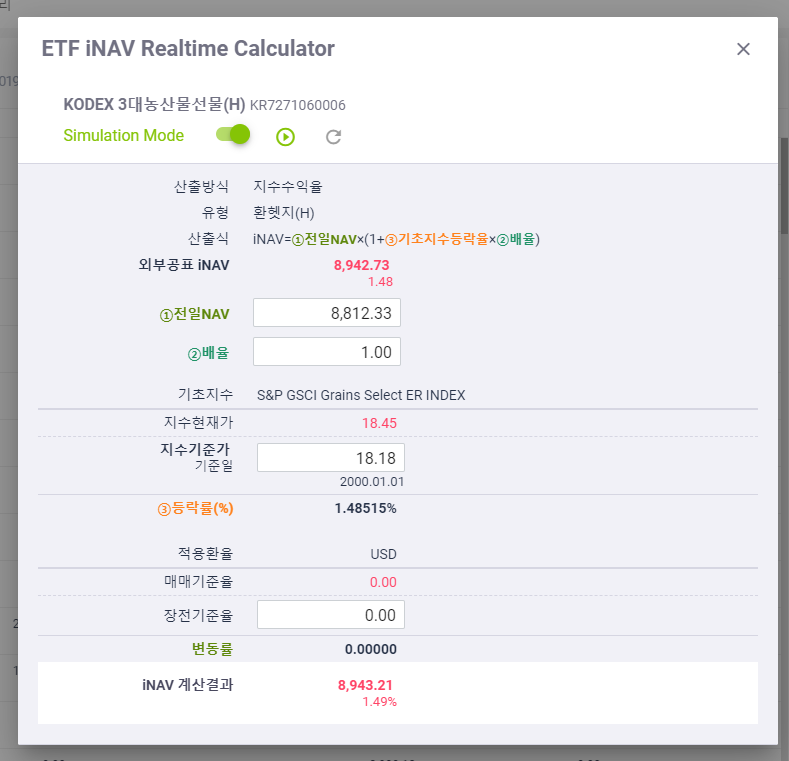 리
019
ETF iNAV Realtime Calculator
KODEX 3대농산물선물(H) KR7271060006
Simulation Mode
산출방식 지수수익율
유형 환헷지(H)
산출식 iNAV=①전일NAV×(1+③기초지수등락율×②배율)
외부공표 iNAV 8,942.73
1.48
①전일NAV 8,812.33
②배율 1.00
기초지수 S&P GSCI Grains Select ER INDEX
지수현재가 18.45
지수기준가 18.18
기준일 2000.01.01
③등락률(%) 1.48515%
적용환율 USD
매매기준율 0.00
장전기준율 0.00
변동률 0.00000
iNAV 계산결과 8,943.21
1.49%